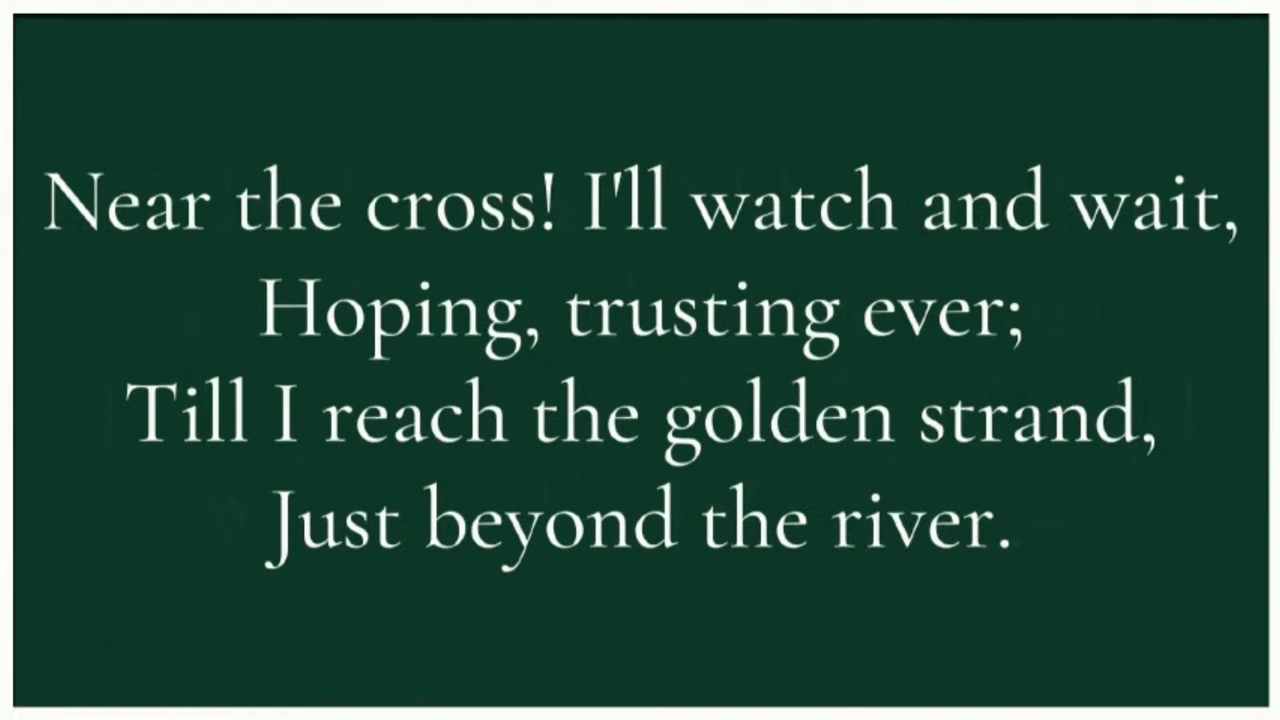 Near the cross! I'll watch and wait,
Hoping, trusting ever;
Till I reach the golden strand,
Just beyond the river.